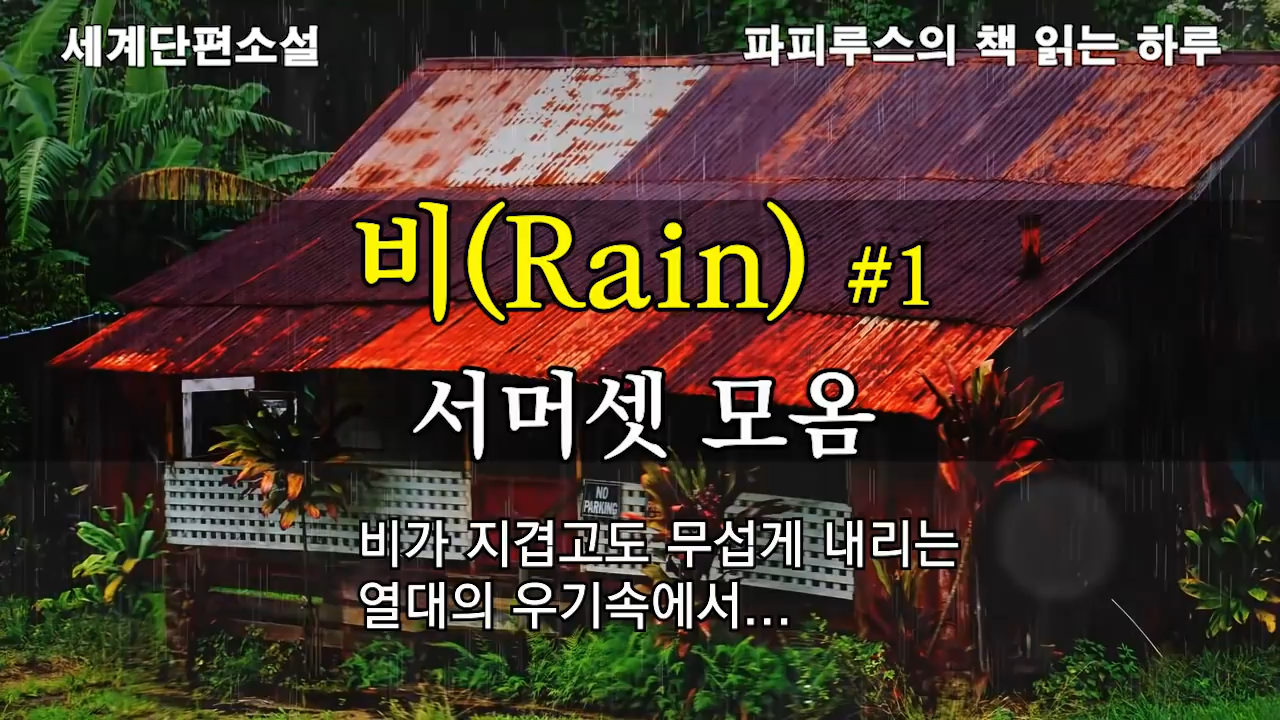 세계단편소설
파피루스의 책 읽는 하루
비(Rain) #1
서머셋 모옴
NO
PARKING
비가 지겹고도 무섭게 내리는
열대의 우기속에서...